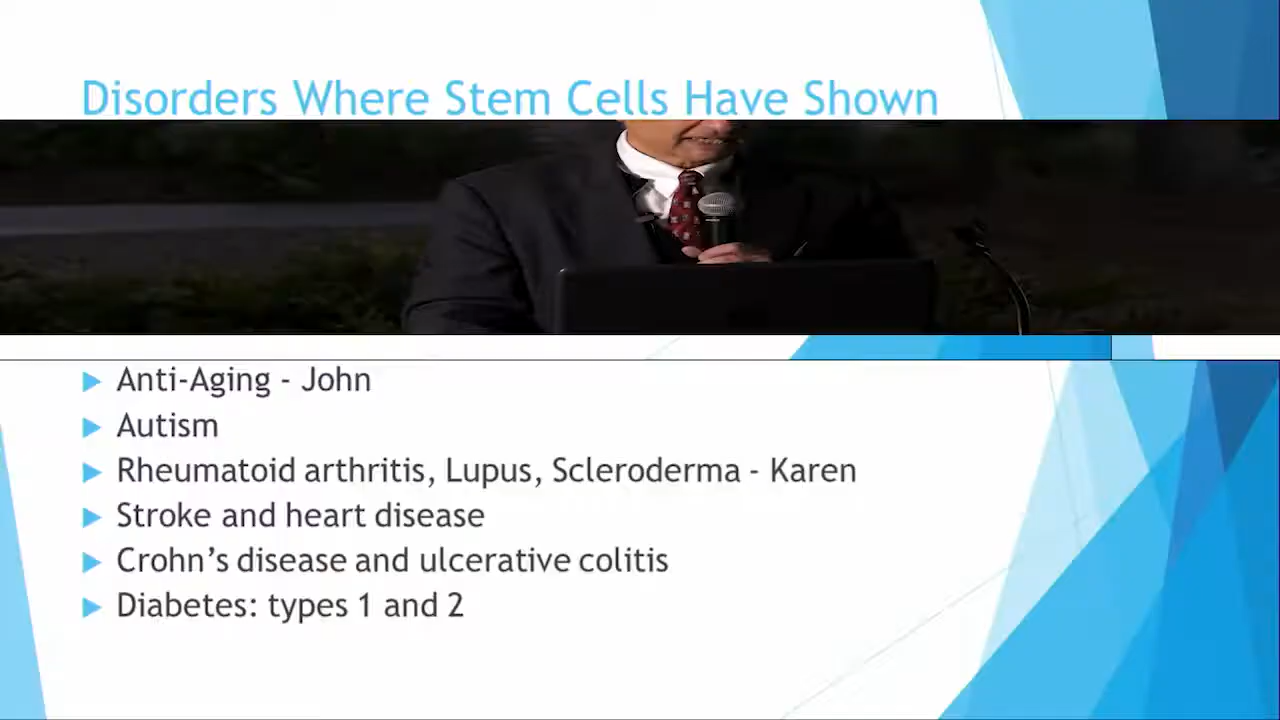 Disorders Where Stem Cells Have Shown
Anti-Aging - John
Autism
Rheumatoid arthritis, Lupus, Scleroderma - Karen
Stroke and heart disease
Crohn’s disease and ulcerative colitis
Diabetes: types 1 and 2